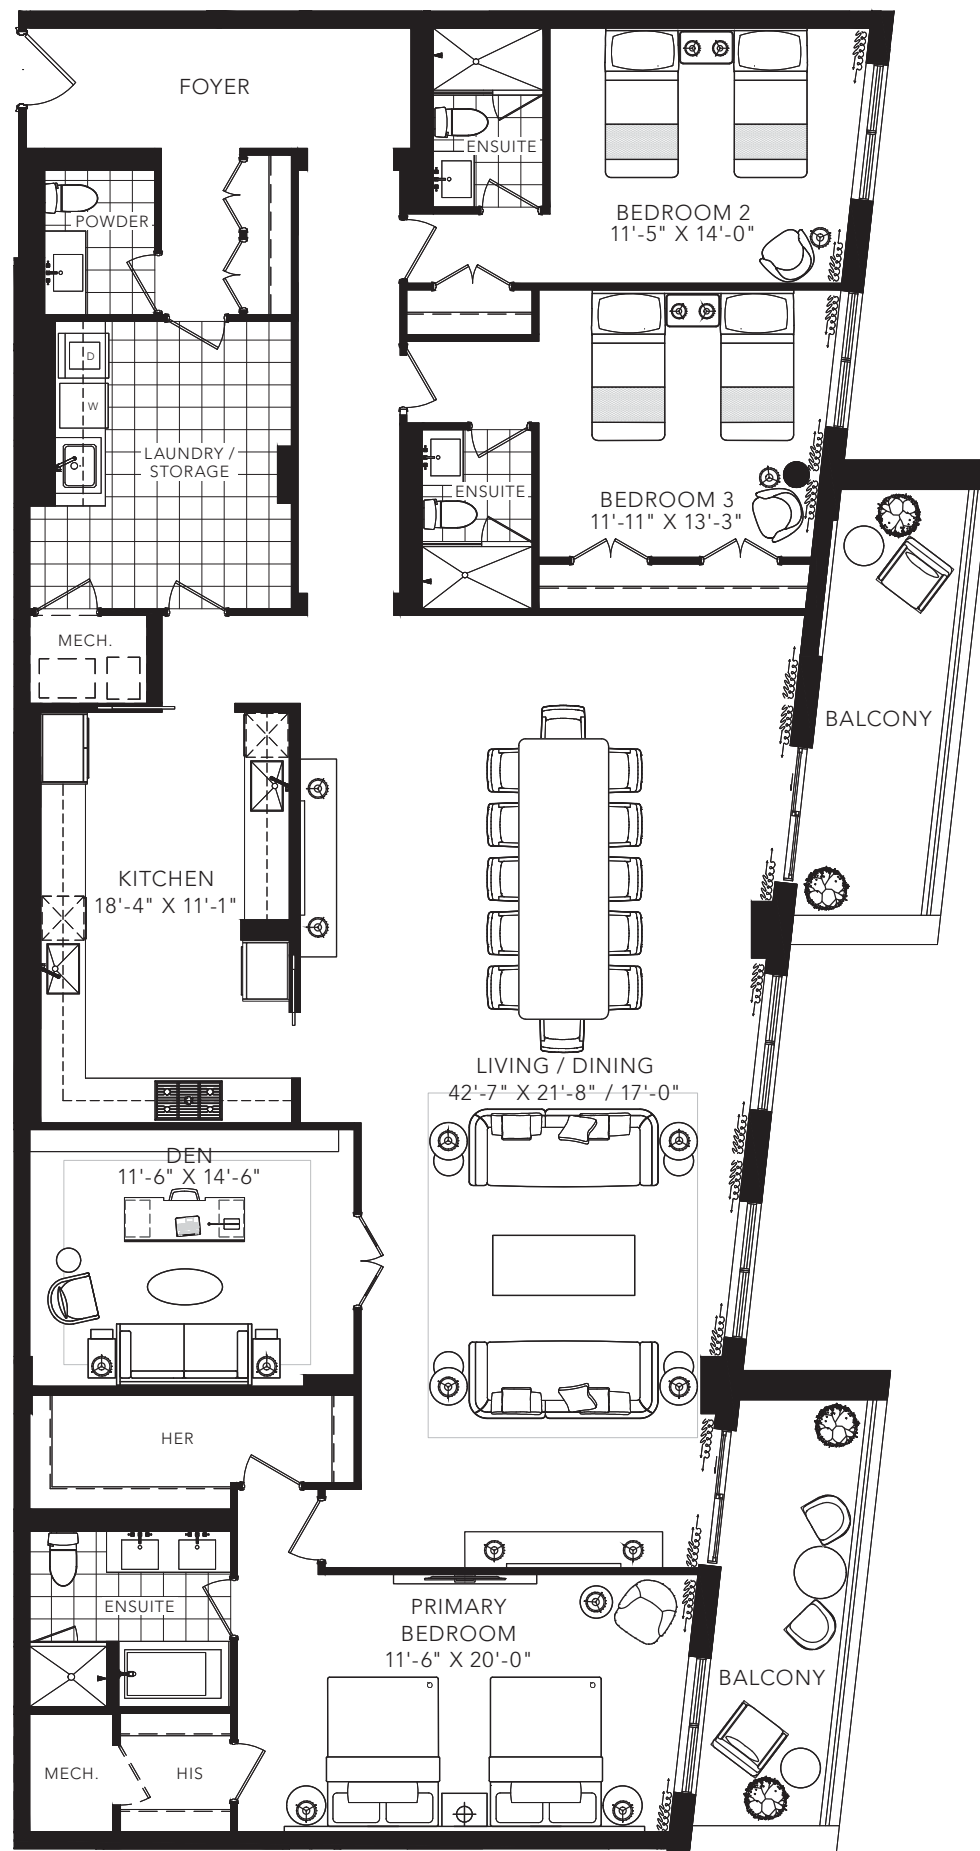 FOYER
ENSUITE
POWDER
BEDROOM 2
11'-5" X 14'-0"
D
W
LAUNDRY /
STORAGE
ENSUITE
BEDROOM 3
11'-11" X 13'-3"
MECH.
BALCONY
KITCHEN
18'-4" X 11'-1"
LIVING / DINING
42'-7" X 21'-8" / 17'-0"
DEN
11'-6" X 14'-6"
HER
ENSUITE
PRIMARY
BEDROOM
11'-6" X 20'-0"
BALCONY
MECH.
HIS